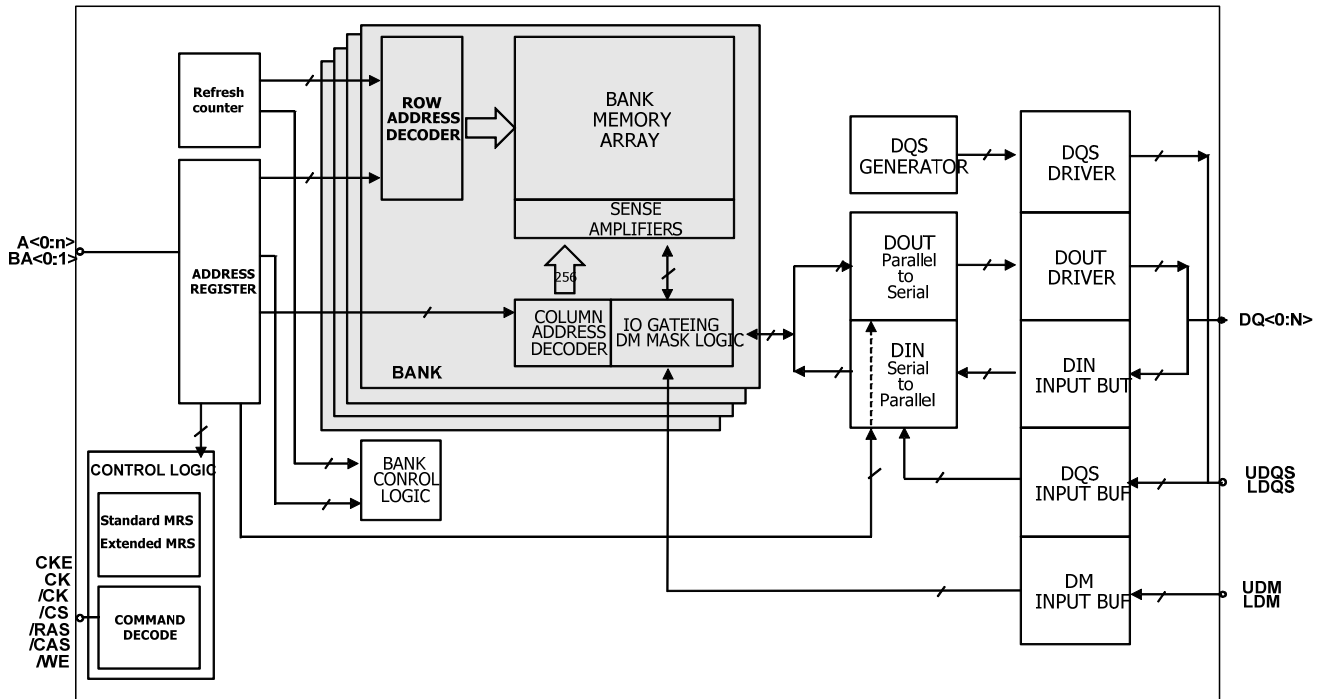 Refresh
counter
ROW
ADDRESS
DECODER
BANK
MEMORY
ARRAY
SENSE
AMPLIFIERS
256
COLUMN
ADDRESS
DECODER
IO GATEING
DM MASK LOGIC
BANK
A<0:n>
BA<0:1>
ADDRESS
REGISTER
DQS
GENERATOR
DQS
DRIVER
DOUT
Parallel
to
Serial
DOUT
DRIVER
DIN
Serial
to
Parallel
DIN
INPUT BUT
DQ<0:N>
DQS
INPUT BUF
UDQS
LDQS
DM
INPUT BUF
UDM
LDM
BANK
CONROL
LOGIC
CONTROL LOGIC
Standard MRS
Extended MRS
COMMAND
DECODE
CKE
CK
/CK
/CS
/RAS
/CAS
/WE